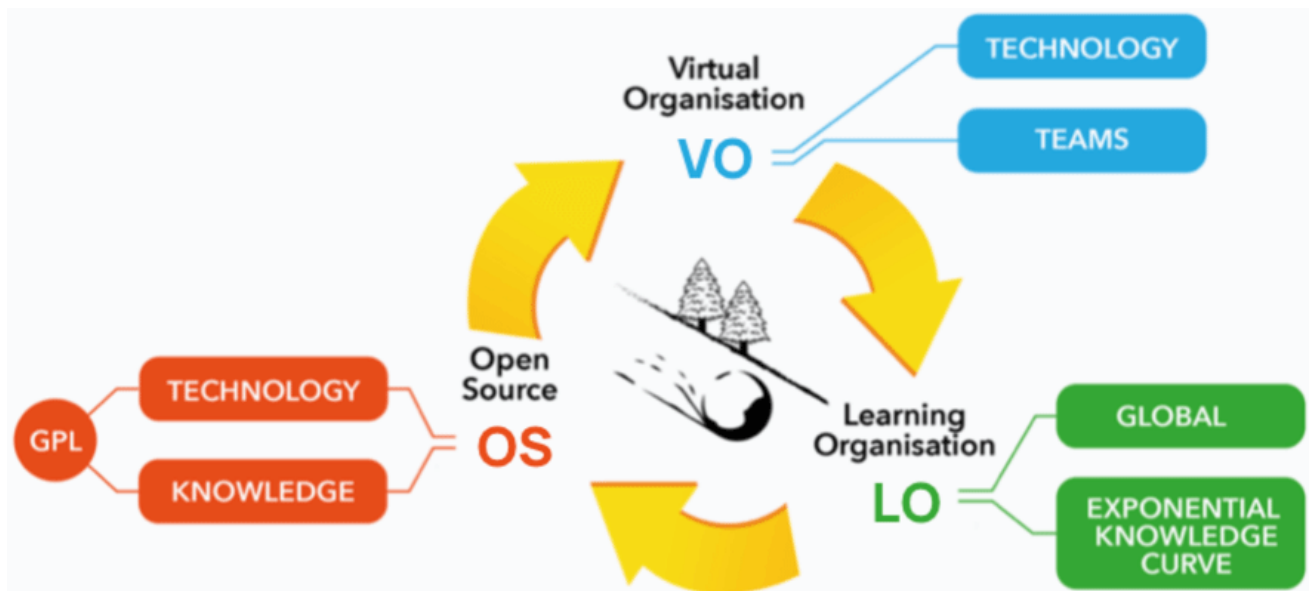 Virtual
Organisation
VO
TECHNOLOGY
TEAMS
Open
Source
OS
TECHNOLOGY
KNOWLEDGE
GPL
Learning
Organisation
LO
GLOBAL
EXPONENTIAL
KNOWLEDGE
CURVE